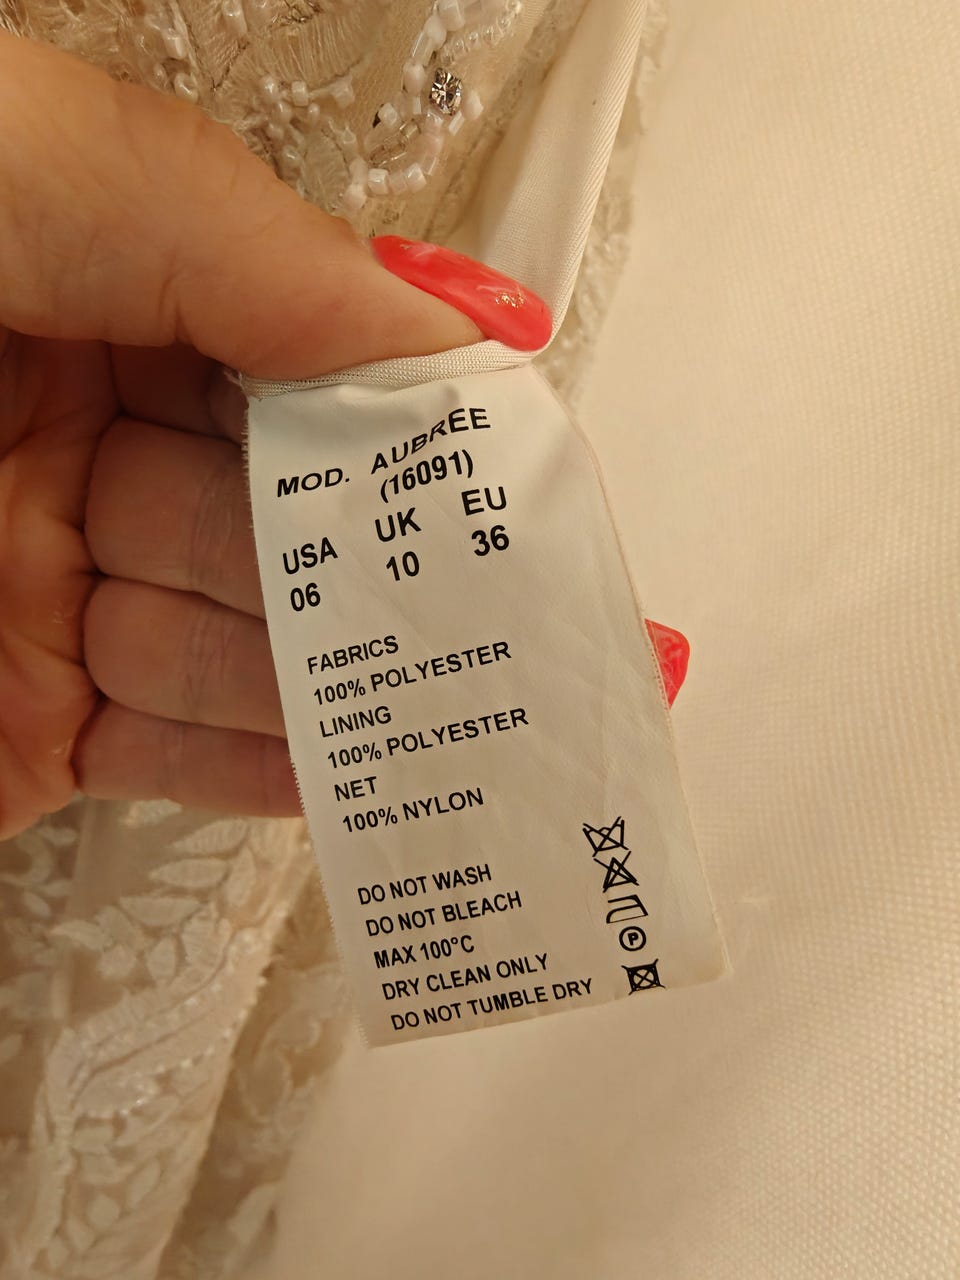 MOD. AUBREE
(16091)
USA UK EU
06 10 36
FABRICS
100% POLYESTER
LINING
100% POLYESTER
NET
100% NYLON
DO NOT WASH
DO NOT BLEACH
MAX 100°C
DRY CLEAN ONLY
P
DO NOT TUMBLE DRY